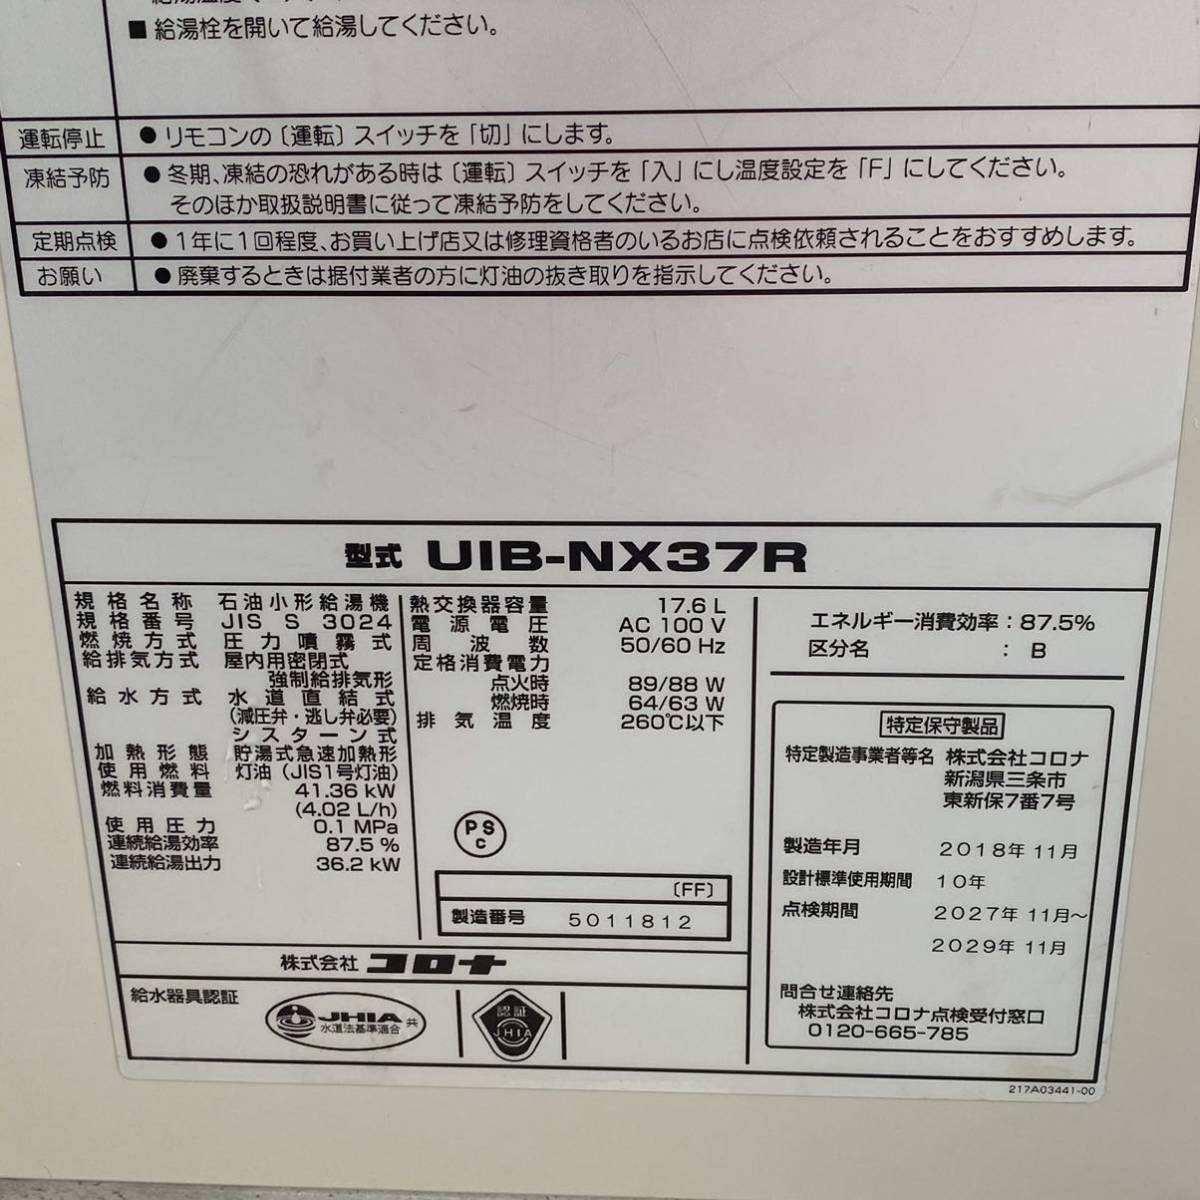 ■ 給湯栓を開いて給湯してください。
運転停止 ● リモコンの〔運転〕スイッチを「切」にします。
凍結予防 ● 冬期、凍結の恐れがある時は〔運転〕スイッチを「入」にし温度設定を「F」にしてください。
そのほか取扱説明書に従って凍結予防をしてください。
定期点検 ● 1年に1回程度、お買い上げ店又は修理資格者のいるお店に点検依頼されることをおすすめします。
お願い ● 廃棄するときは据付業者の方に灯油の抜き取りを指示してください。
型式 UIB-NX37R
規格名称 石油小形給湯機
規格番号 JIS S 3024
燃焼方式 圧力噴霧式
給排気方式 屋内用密閉式
強制給排気形
給水方式 水道直結式
(減圧弁・逃し弁必要)
シスターン式
加熱形態 貯湯式急速加熱形
使用燃料 灯油(JIS1号灯油)
燃料消費量 41.36 kW
(4.02 L/h)
使用圧力 0.1 MPa
連続給湯効率 87.5 %
連続給湯出力 36.2 kW
熱交換器容量 17.6 L
電源電圧 AC 100 V
周波数 50/60 Hz
定格消費電力
点火時 89/88 W
燃焼時 64/63 W
排気温度 260℃以下
PS
C
(FF)
製造番号 5011812
エネルギー消費効率：87.5%
区分名 ：B
特定保守製品
特定製造事業者等名 株式会社コロナ
新潟県三条市
東新保7番7号
製造年月 2018年 11月
設計標準使用期間 10年
点検期間 2027年 11月～
2029年 11月
問合せ連絡先
株式会社コロナ点検受付窓口
0120-665-785
株式会社 コロナ
給水器具認証
JHIA 共
水道法基準適合
認証
JHIA
217A03441-00